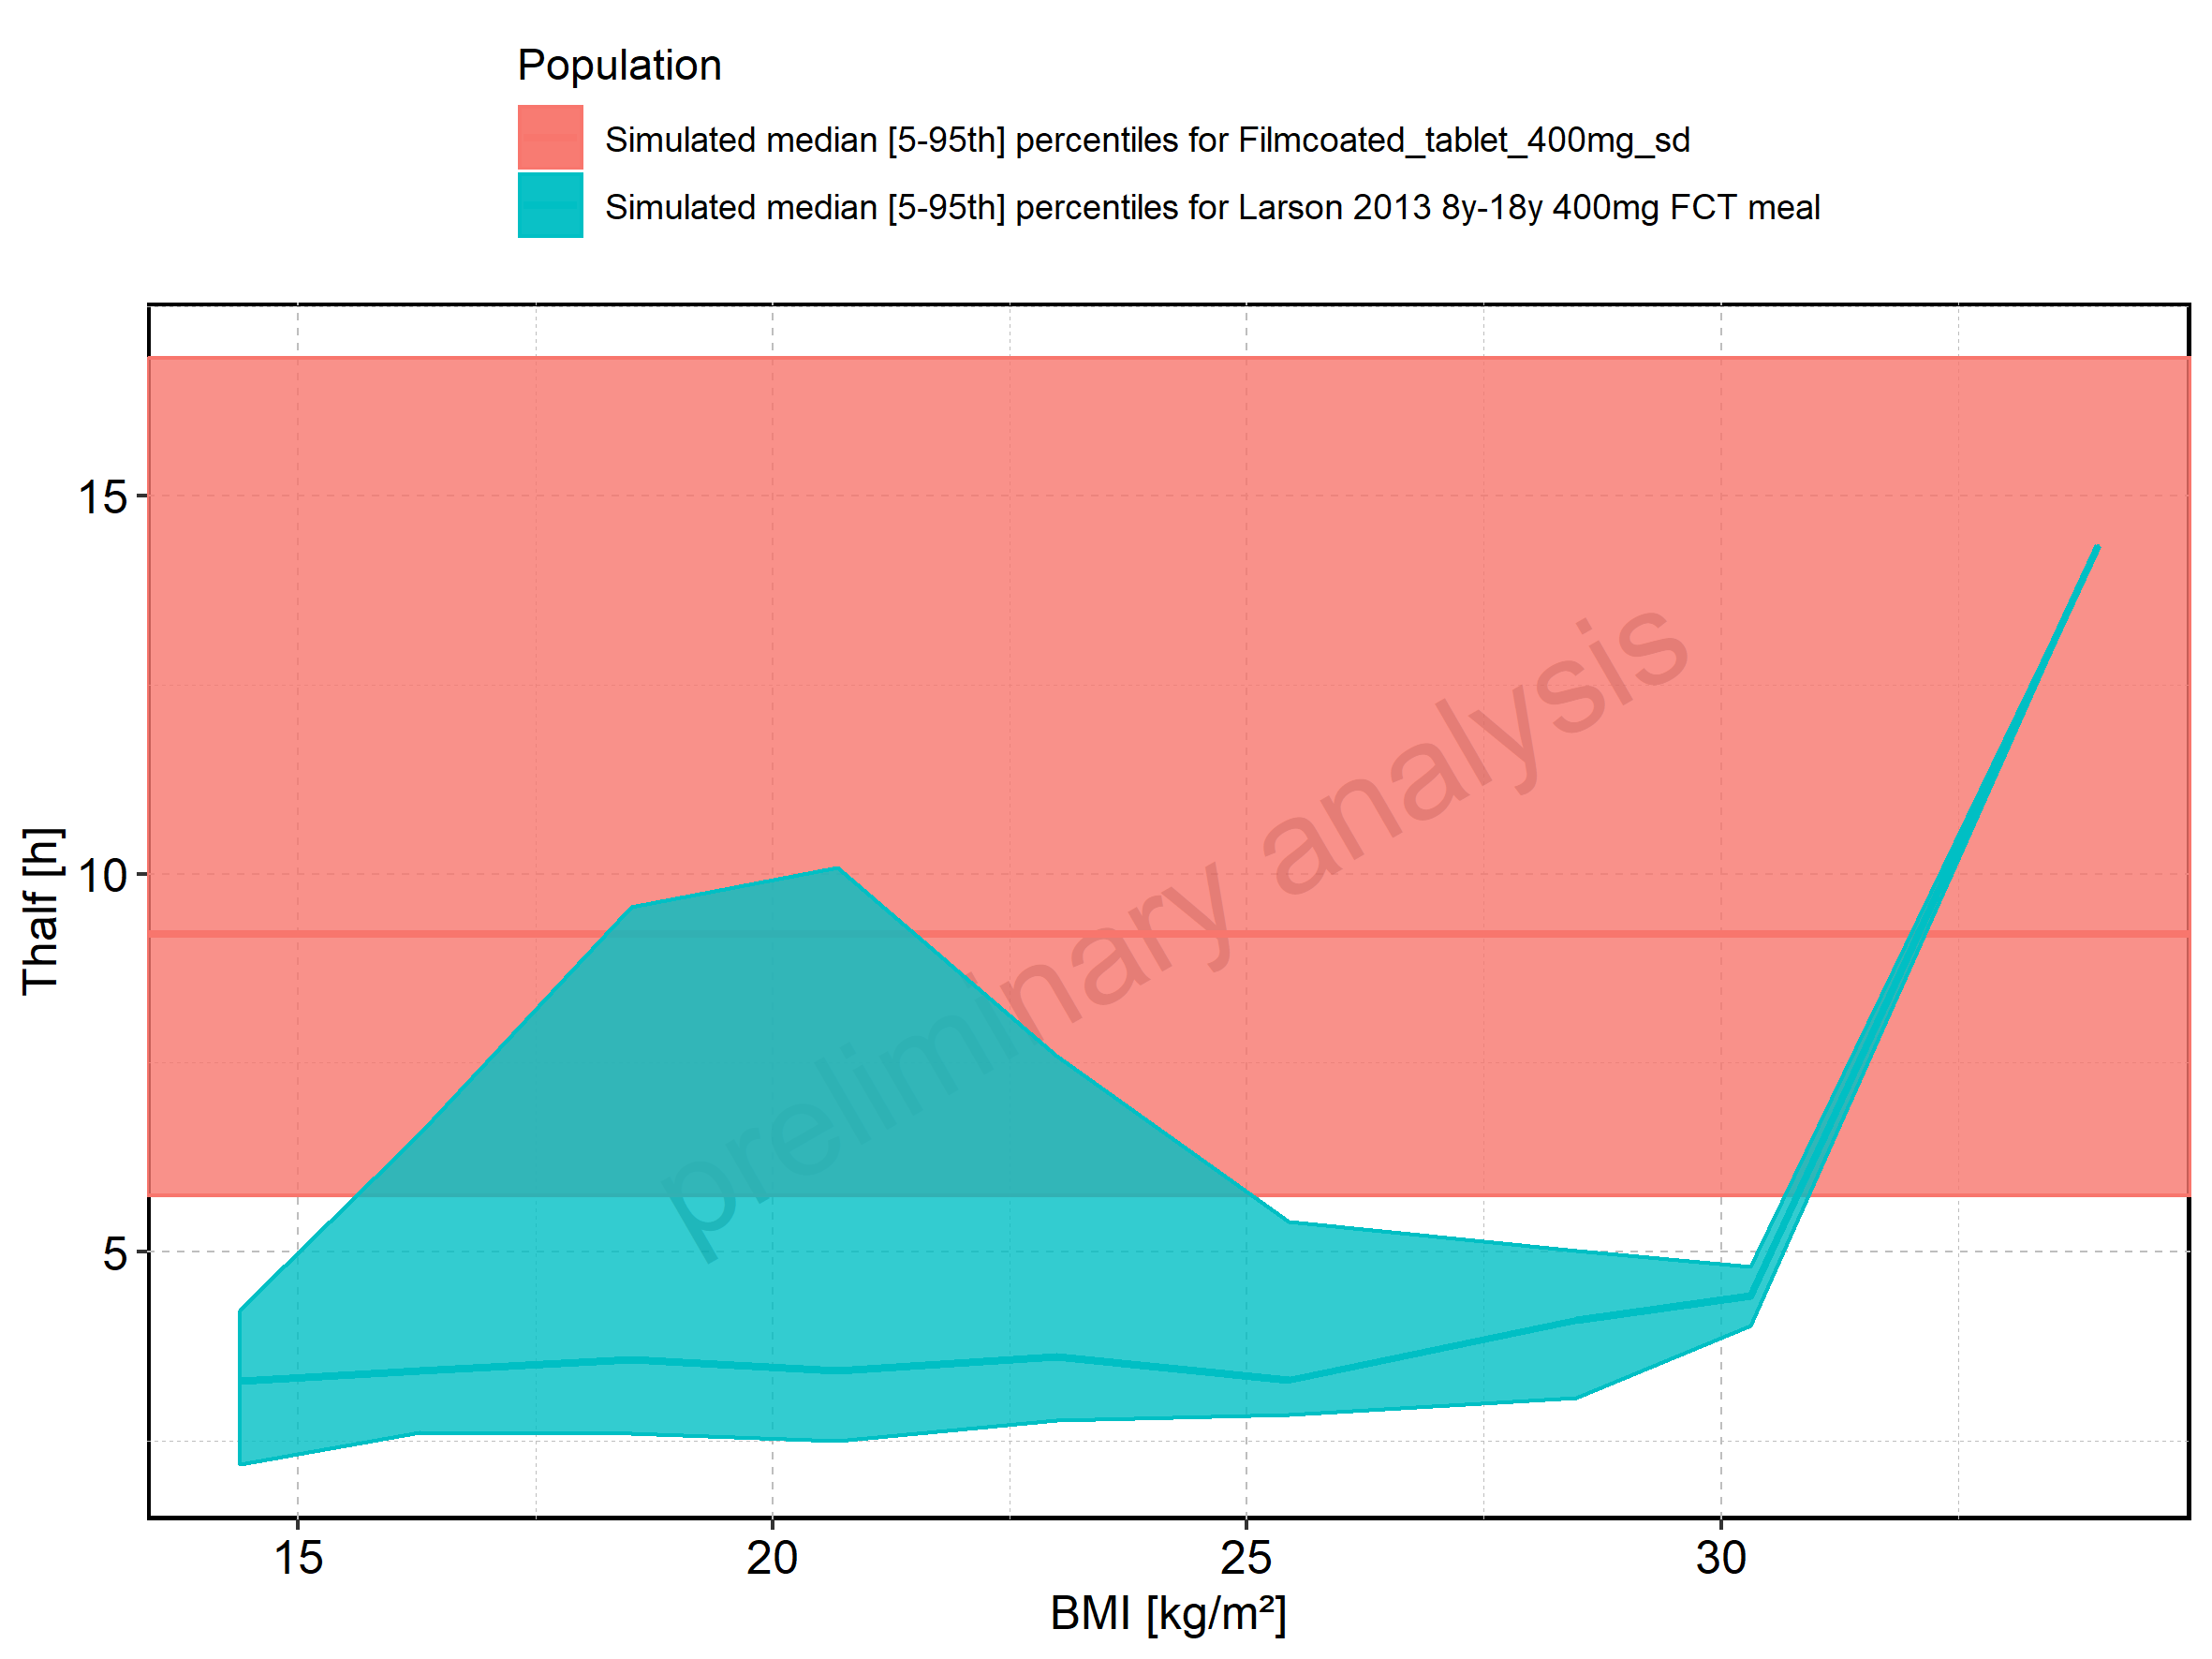 Population
Simulated median [5-95th] percentiles for Filmcoated_tablet_400mg_sd
Simulated median [5-95th] percentiles for Larson 2013 8y-18y 400mg FCT meal
15
10
5
Thalf [h]
preliminary analysis
15 20 25 30
BMI [kg/m²]